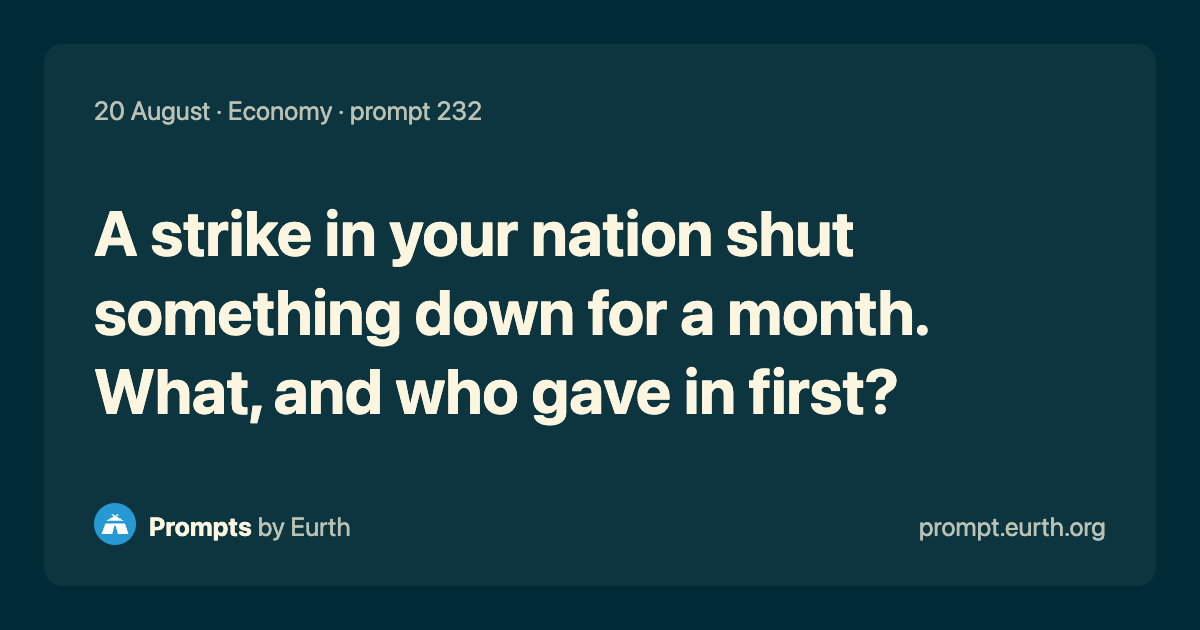 20 August · Economy · prompt 232
A strike in your nation shut
something down for a month.
What, and who gave in first?
Prompts by Eurth
prompt.eurth.org